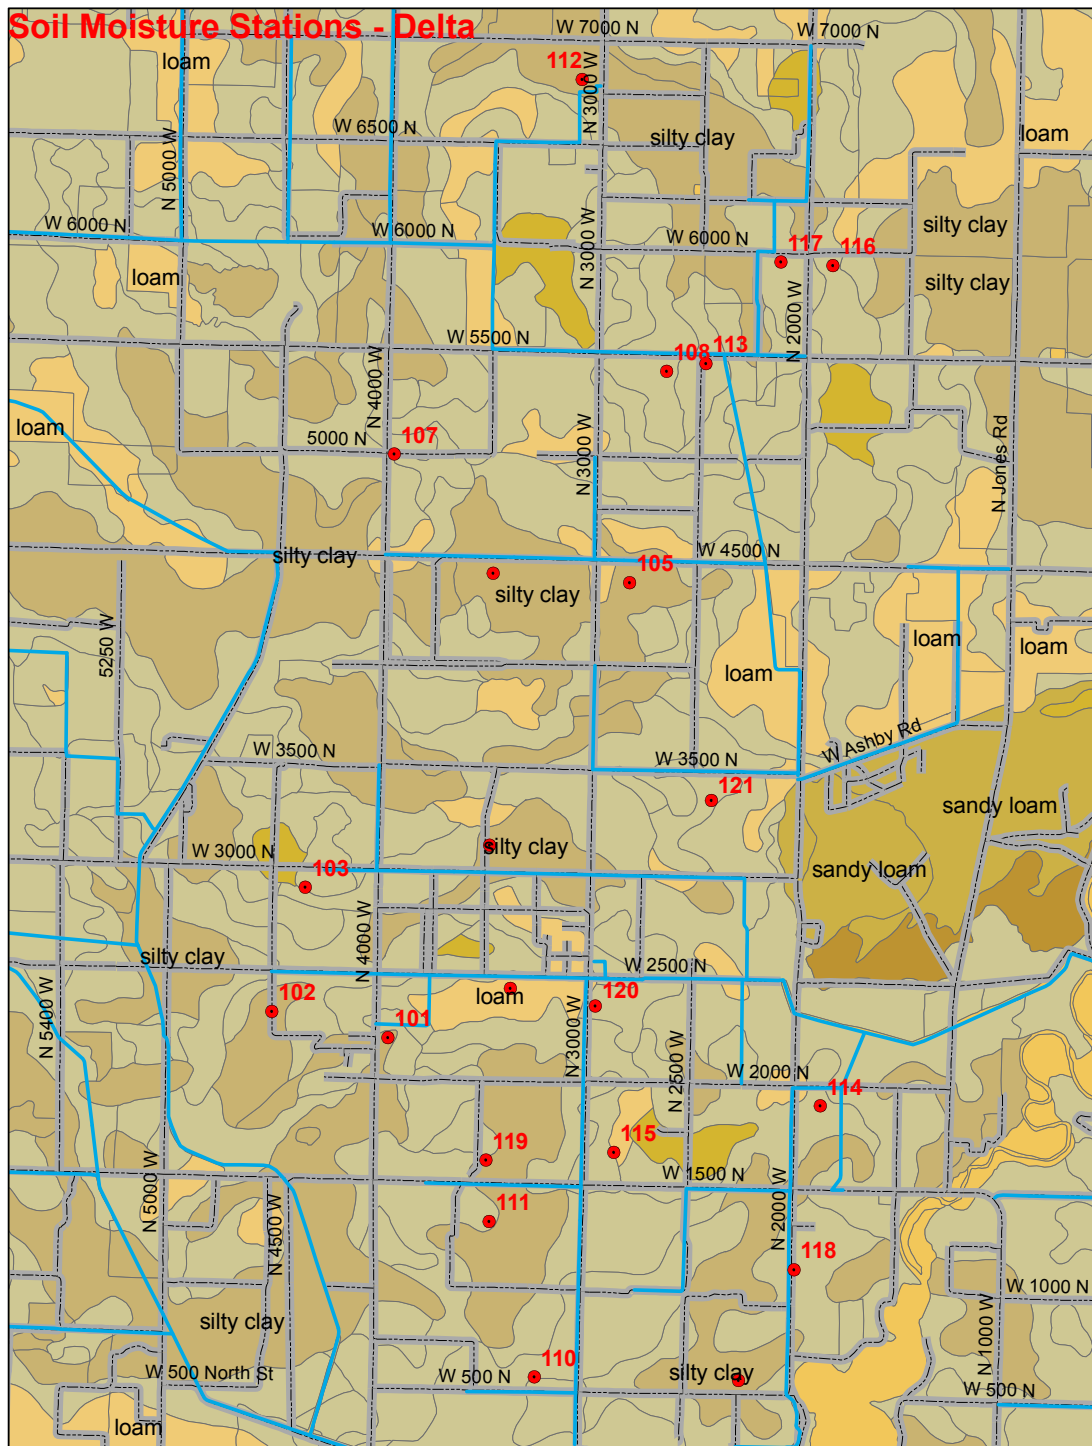 Soil Moisture Stations - Delta
W 7000 N
W 7000 N
loam
112
N 3000 W
W 6500 N
silty clay
loam
N 5000 W
W 6000 N
W 6000 N
N 3000 W
W 6000 N
silty clay
117
116
loam
silty clay
W 5500 N
108
113
N 2000 W
N 4000 W
loam
5000 N
107
N 3000 W
N Jones Rd
silty clay
W 4500 N
105
silty clay
5250 W
loam
loam
loam
W 3500 N
W 3500 N
W Ashby Rd
121
sandy loam
W 3000 N
silty clay
103
sandy loam
N 4000 W
silty clay
W 2500 N
102
loam
120
N 5400 W
101
N 3000 W
N 2500 W
W 2000 N
114
119
115
W 1500 N
N 5000 W
N 4500 W
111
N 2000 W
118
W 1000 N
silty clay
N 1000 W
W 500 North St
W 500 N
110
silty clay
W 500 N
loam